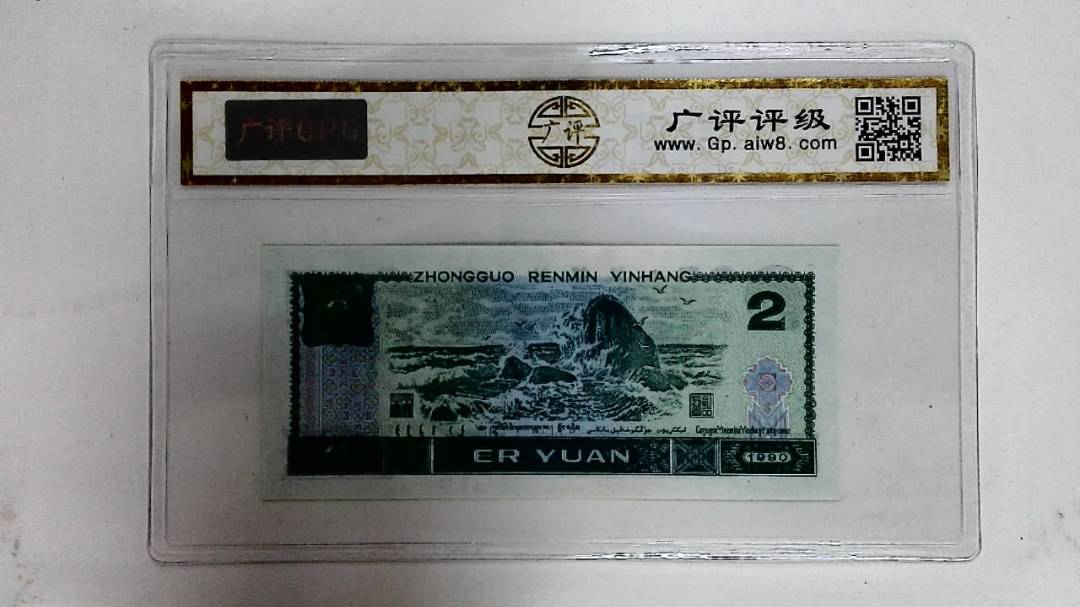 广评GPG
广评
广评评级
www. Gp. aiw8. com
ZHONGGUO RENMIN YINHANG
2
ER YUAN
1980